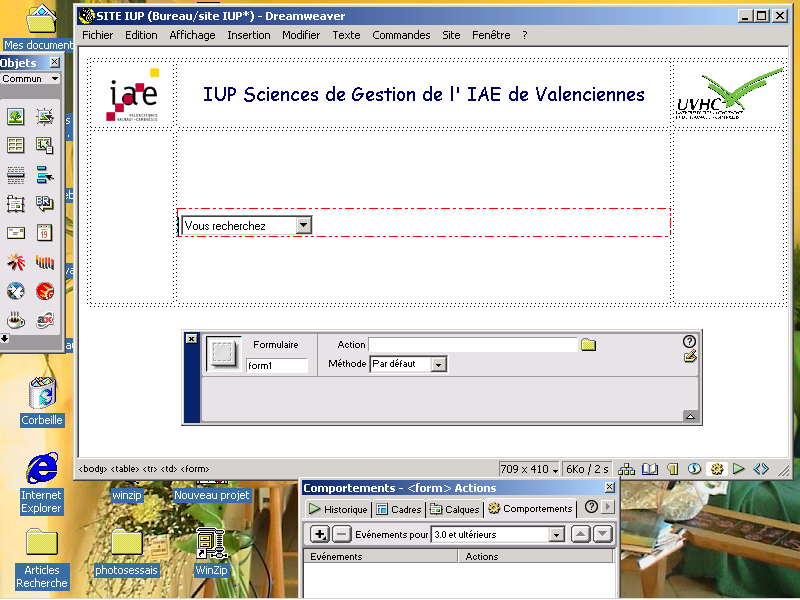 SITE IUP (Bureau/site IUP*) - Dreamweaver
Fichier Edition Affichage Insertion Modifier Texte Commandes Site Fenêtre ?
Mes document
Objets
Commun
iae
VALENCIENNES
IUP Sciences de Gestion de l' IAE de Valenciennes
UVHC
Vous recherchez
Formulaire
form1
Action
Méthode Par défaut
<body> <table> <tr> <td> <form>
709 x 410
6Ko / 2 s
Corbeille
Internet
Explorer
winzip
Nouveau projet
Articles
Recherche
photosessais
WinZip
Comportements - <form> Actions
Historique Cadres Calques Comportements
Evénements pour 3.0 et ultérieurs
Evénements Actions